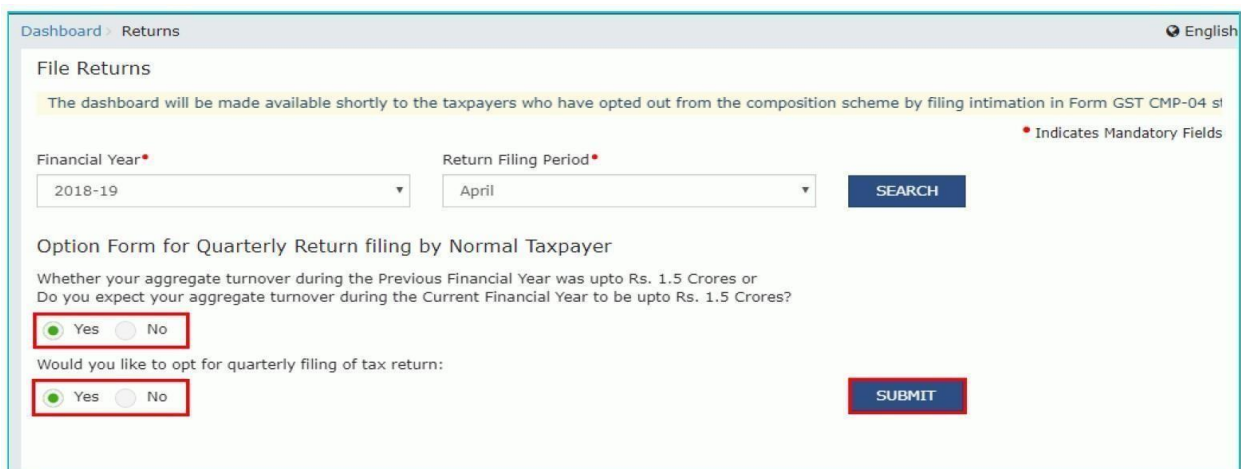 Dashboard > Returns
English
File Returns
The dashboard will be made available shortly to the taxpayers who have opted out from the composition scheme by filing intimation in Form GST CMP-04
• Indicates Mandatory Fields
Financial Year•
Return Filing Period•
2018-19
April
SEARCH
Option Form for Quarterly Return filing by Normal Taxpayer
Whether your aggregate turnover during the Previous Financial Year was upto Rs. 1.5 Crores or
Do you expect your aggregate turnover during the Current Financial Year to be upto Rs. 1.5 Crores?
Yes No
Would you like to opt for quarterly filing of tax return:
Yes No
SUBMIT